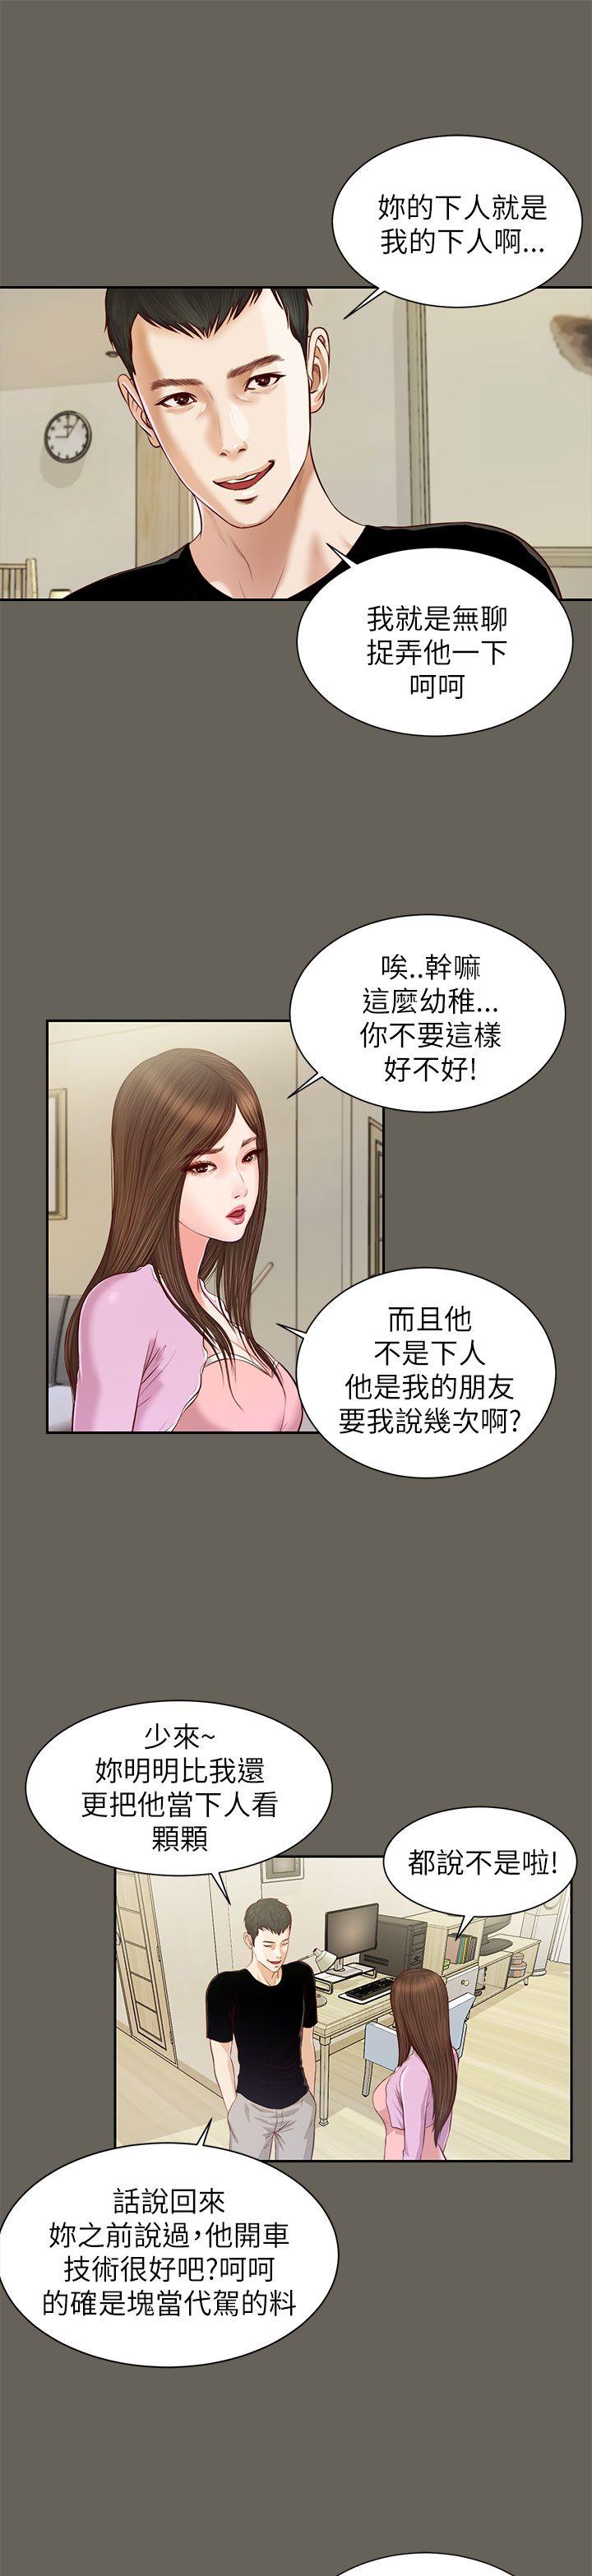 妳的下人就是
我的下人啊...
我就是無聊
捉弄他一下
呵呵
唉..幹嘛
這麼幼稚...
你不要這樣
好不好!
而且他
不是下人
他是我的朋友
要我說幾次啊?
少來~
妳明明比我還
更把他當下人看
顆顆
都說不是啦!
話說回來
妳之前說過,他開車
技術很好吧?呵呵
的確是塊當代駕的料